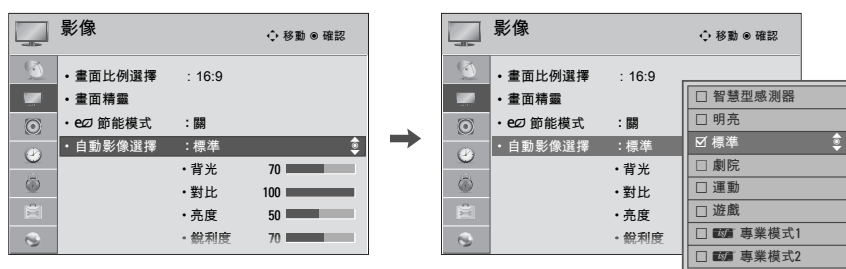 影像
移動 ◉ 確認
• 畫面比例選擇 : 16:9
• 畫面精靈
• 節能模式 : 關
• 自動影像選擇 : 標準
• 背光 70
• 對比 100
• 亮度 50
• 銳利度 70
影像
移動 ◉ 確認
• 畫面比例選擇 : 16:9
• 畫面精靈
• 節能模式 : 關
• 自動影像選擇 : 標準
• 背光
• 對比
• 亮度
• 銳利度
☐ 智慧型感測器
☐ 明亮
☑ 標準
☐ 劇院
☐ 運動
☐ 遊戲
☐ 專業模式1
☐ 專業模式2